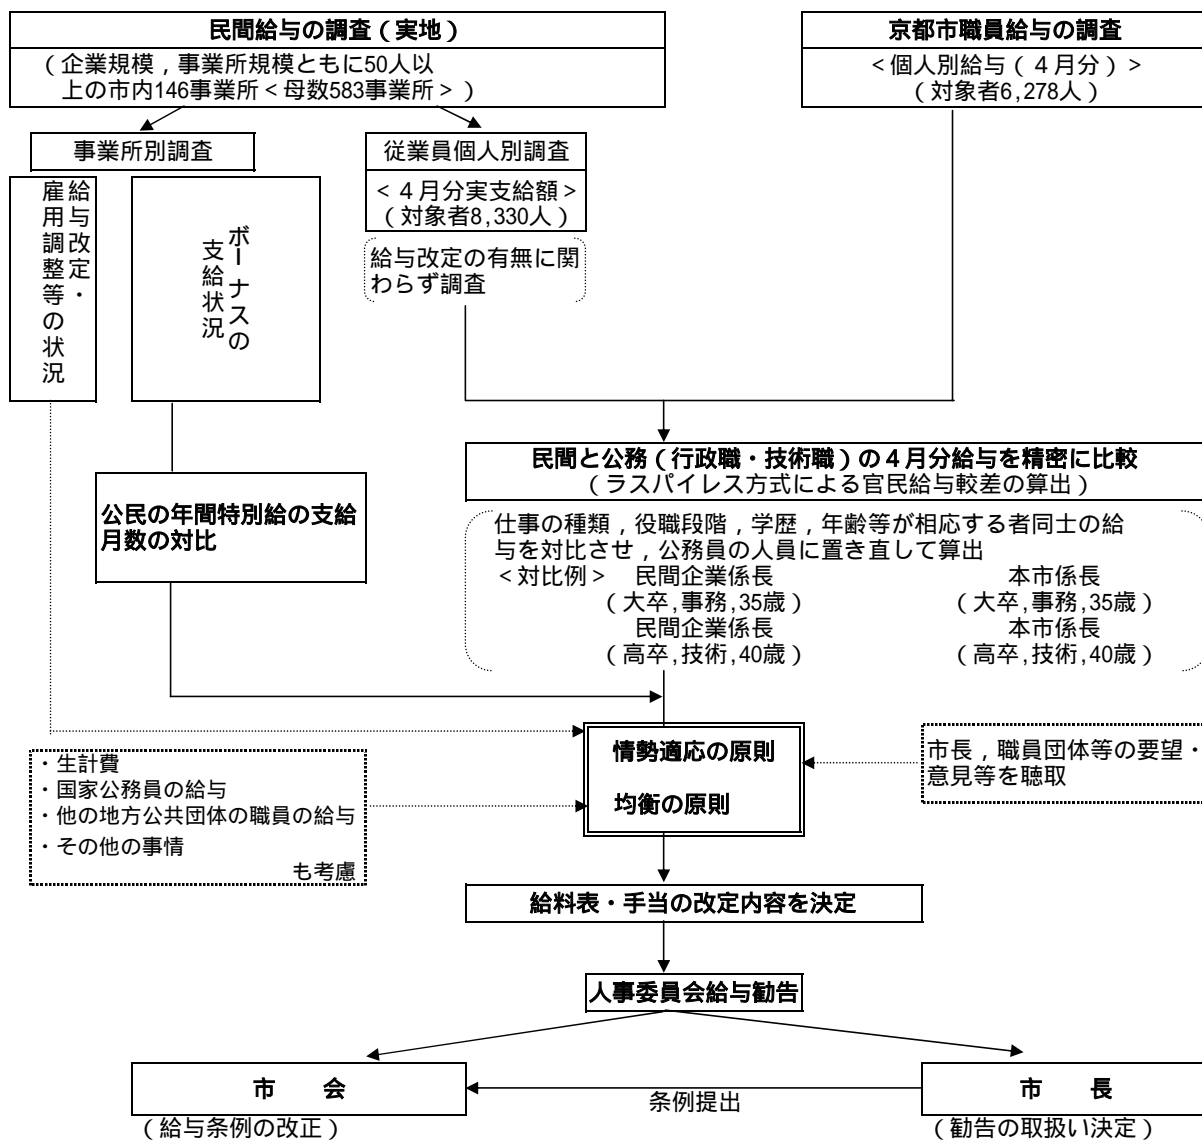 民間給与の調査（実地）
（企業規模，事業所規模ともに50人以
上の市内146事業所＜母数583事業所＞）
京都市職員給与の調査
＜個人別給与（４月分）＞
（対象者6,278人）
事業所別調査
従業員個人別調査
＜４月分実支給額＞
（対象者8,330人）
給与改定の有無に関
わらず調査
給与改定・
雇用調整等の状況
ボーナスの
支給状況
民間と公務（行政職・技術職）の４月分給与を精密に比較
（ラスパイレス方式による官民給与較差の算出）
公民の年間特別給の支給
月数の対比
仕事の種類，役職段階，学歴，年齢等が相応する者同士の給
与を対比させ，公務員の人員に置き直して算出
＜対比例＞　民間企業係長　本市係長
（大卒,事務,35歳）　（大卒,事務,35歳）
民間企業係長　本市係長
（高卒,技術,40歳）　（高卒,技術,40歳）
情勢適応の原則
均衡の原則
市長，職員団体等の要望・
意見等を聴取
・生計費
・国家公務員の給与
・他の地方公共団体の職員の給与
・その他の事情
も考慮
給料表・手当の改定内容を決定
人事委員会給与勧告
市　会
（給与条例の改正）
条例提出
市　長
（勧告の取扱い決定）